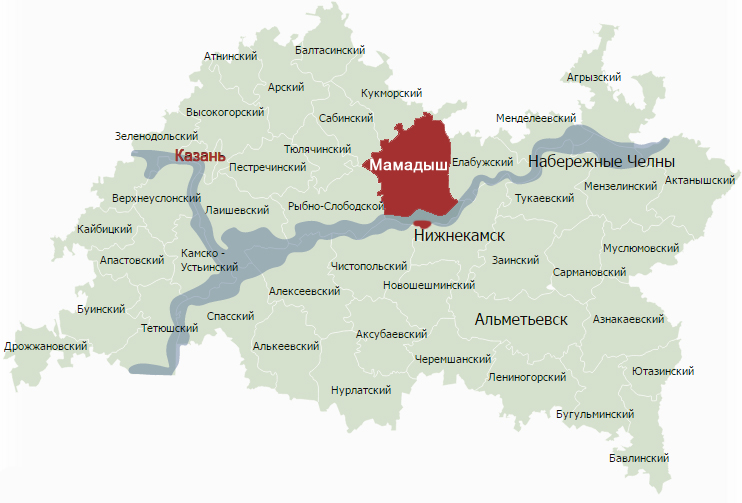 Балтасинский
Атнинский
Агрызский
Арский
Кукморский
Высокогорский
Сабинский
Менделеевский
Зеленодольский
Тюлячинский
Казань
Мамадыш
Елабужский
Набережные Челны
Пестречинский
Актанышский
Мензелинский
Верхнеуслонский
Тукаевский
Лаишевский
Рыбно-Слободской
Кайбицкий
Нижнекамск
Муслюмовский
Камско -
Устьинский
Апастовский
Заинский
Чистопольский
Сармановский
Новошешминский
Алексеевский
Буинский
Спасский
Альметьевск
Азнакаевский
Тетюшский
Аксубаевский
Дрожжановский
Алькеевский
Черемшанский
Ютазинский
Лениногорский
Нурлатский
Бугульминский
Бавлинский